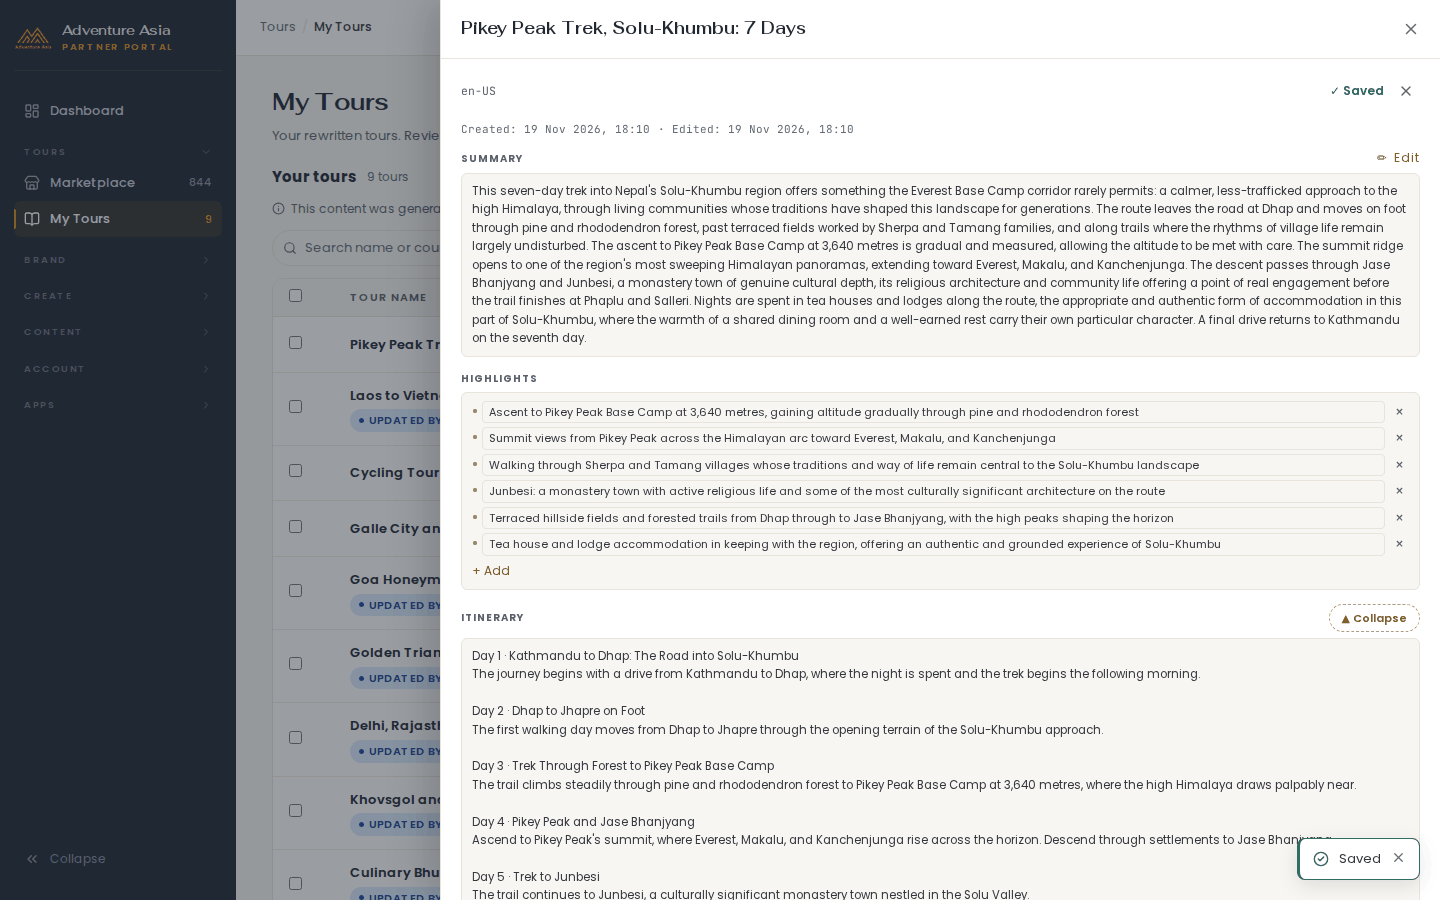 Adventure Asia
PARTNER PORTAL
Dashboard
TOURS
Marketplace 844
My Tours 9
BRAND
CREATE
CONTENT
ACCOUNT
APPS
Collapse
Tours / My Tours
My Tours
Your rewritten tours. Revie
Your tours 9 tours
This content was genera
Search name or cou
TOUR NAME
Pikey Peak Tr
Laos to Vietn
UPDATED BY
Cycling Tour
Galle City an
Goa Honeym
UPDATED BY
Golden Trian
UPDATED BY
Delhi, Rajasth
UPDATED BY
Khovsgol and
UPDATED BY
Culinary Bhu
UPDATED BY
Pikey Peak Trek, Solu-Khumbu: 7 Days
en-US
✓ Saved
Created: 19 Nov 2026, 18:10 · Edited: 19 Nov 2026, 18:10
SUMMARY
✏ Edit
This seven-day trek into Nepal's Solu-Khumbu region offers something the Everest Base Camp corridor rarely permits: a calmer, less-trafficked approach to the
high Himalaya, through living communities whose traditions have shaped this landscape for generations. The route leaves the road at Dhap and moves on foot
through pine and rhododendron forest, past terraced fields worked by Sherpa and Tamang families, and along trails where the rhythms of village life remain
largely undisturbed. The ascent to Pikey Peak Base Camp at 3,640 metres is gradual and measured, allowing the altitude to be met with care. The summit ridge
opens to one of the region's most sweeping Himalayan panoramas, extending toward Everest, Makalu, and Kanchenjunga. The descent passes through Jase
Bhanjyang and Junbesi, a monastery town of genuine cultural depth, its religious architecture and community life offering a point of real engagement before
the trail finishes at Phaplu and Salleri. Nights are spent in tea houses and lodges along the route, the appropriate and authentic form of accommodation in this
part of Solu-Khumbu, where the warmth of a shared dining room and a well-earned rest carry their own particular character. A final drive returns to Kathmandu
on the seventh day.
HIGHLIGHTS
• Ascent to Pikey Peak Base Camp at 3,640 metres, gaining altitude gradually through pine and rhododendron forest ×
• Summit views from Pikey Peak across the Himalayan arc toward Everest, Makalu, and Kanchenjunga ×
• Walking through Sherpa and Tamang villages whose traditions and way of life remain central to the Solu-Khumbu landscape ×
• Junbesi: a monastery town with active religious life and some of the most culturally significant architecture on the route ×
• Terraced hillside fields and forested trails from Dhap through to Jase Bhanjyang, with the high peaks shaping the horizon ×
• Tea house and lodge accommodation in keeping with the region, offering an authentic and grounded experience of Solu-Khumbu ×
+ Add
ITINERARY
▲ Collapse
Day 1 · Kathmandu to Dhap: The Road into Solu-Khumbu
The journey begins with a drive from Kathmandu to Dhap, where the night is spent and the trek begins the following morning.
Day 2 · Dhap to Jhapre on Foot
The first walking day moves from Dhap to Jhapre through the opening terrain of the Solu-Khumbu approach.
Day 3 · Trek Through Forest to Pikey Peak Base Camp
The trail climbs steadily through pine and rhododendron forest to Pikey Peak Base Camp at 3,640 metres, where the high Himalaya draws palpably near.
Day 4 · Pikey Peak and Jase Bhanjyang
Ascend to Pikey Peak's summit, where Everest, Makalu, and Kanchenjunga rise across the horizon. Descend through settlements to Jase Bhanjyang.
Day 5 · Trek to Junbesi
The trail continues to Junbesi, a culturally significant monastery town nestled in the Solu Valley.
Saved